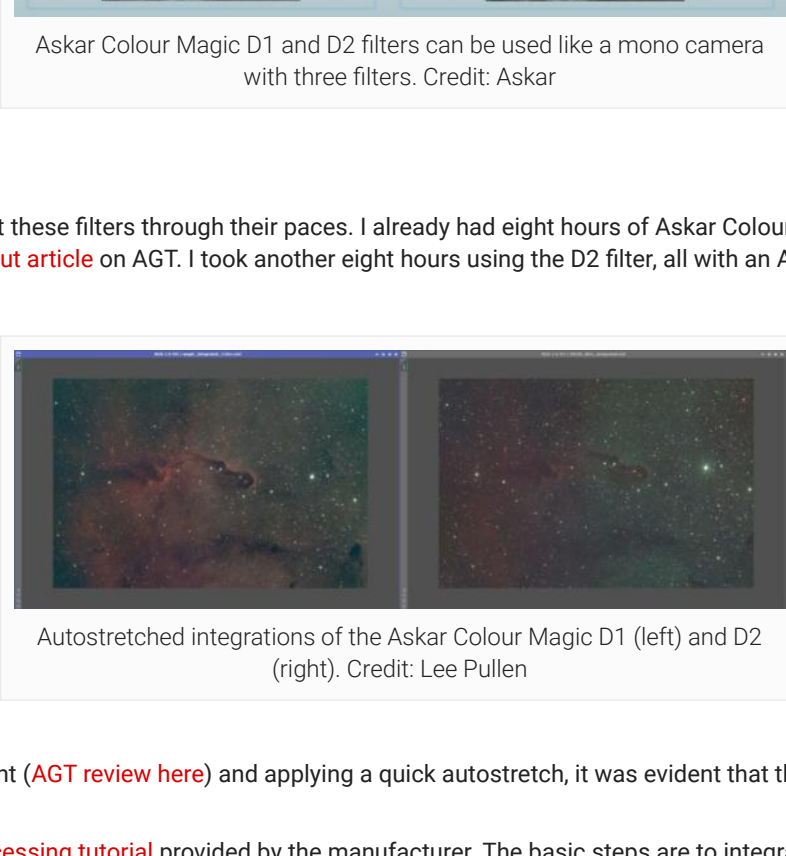 Askar Colour Magic D1 and D2 filters can be used like a mono camera
with three filters. Credit: Askar
t these filters through their paces. I already had eight hours of Askar Colou
ut article on AGT. I took another eight hours using the D2 filter, all with an A
Autostretched integrations of the Askar Colour Magic D1 (left) and D2
(right). Credit: Lee Pullen
nt (AGT review here) and applying a quick autostretch, it was evident that th
cessing tutorial provided by the manufacturer. The basic steps are to integra